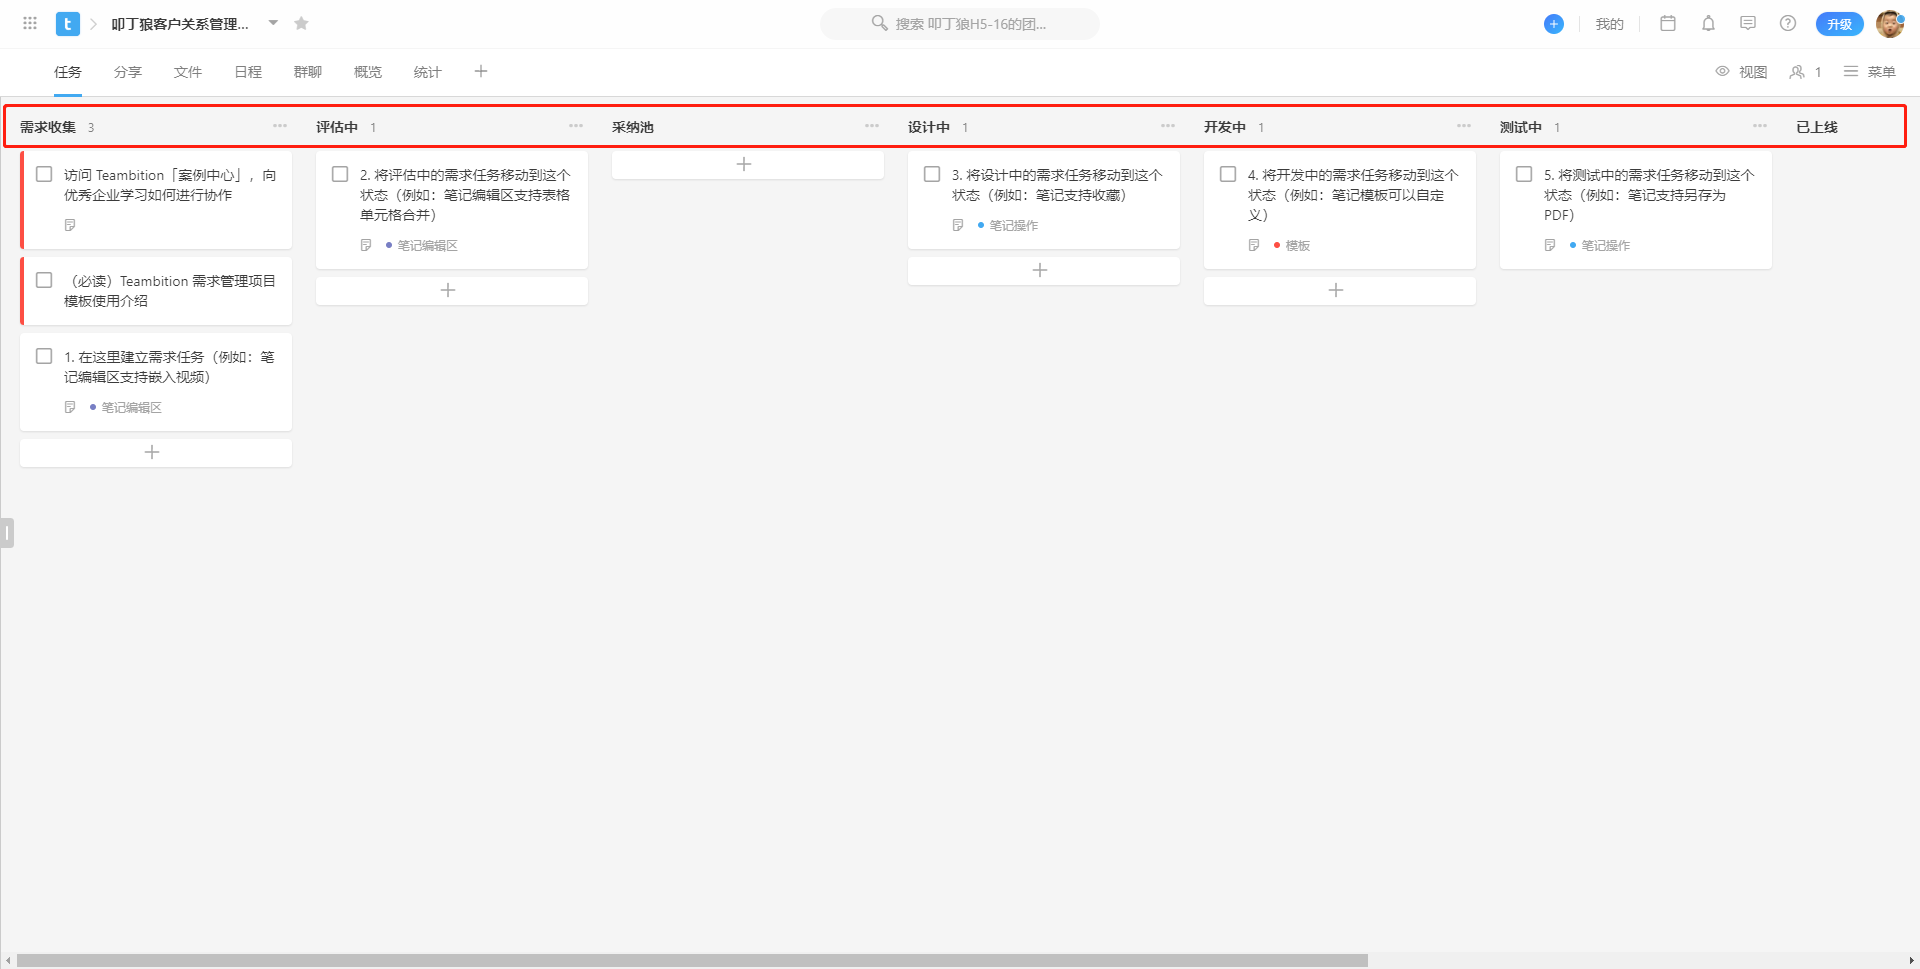 t 叩丁狼客户关系管理...
搜索 叩丁狼H5-16的团...
我的
升级
任务 分享 文件 日程 群聊 概览 统计
视图 1 菜单
需求收集 3
评估中 1
采纳池
设计中 1
开发中 1
测试中 1
已上线
访问 Teambition「案例中心」，向
优秀企业学习如何进行协作
（必读）Teambition 需求管理项目
模板使用介绍
1. 在这里建立需求任务（例如：笔
记编辑区支持嵌入视频）
笔记编辑区
2. 将评估中的需求任务移动到这个
状态（例如：笔记编辑区支持表格
单元格合并）
笔记编辑区
3. 将设计中的需求任务移动到这个
状态（例如：笔记支持收藏）
笔记操作
4. 将开发中的需求任务移动到这个
状态（例如：笔记模板可以自定
义）
模板
5. 将测试中的需求任务移动到这个
状态（例如：笔记支持另存为
PDF）
笔记操作